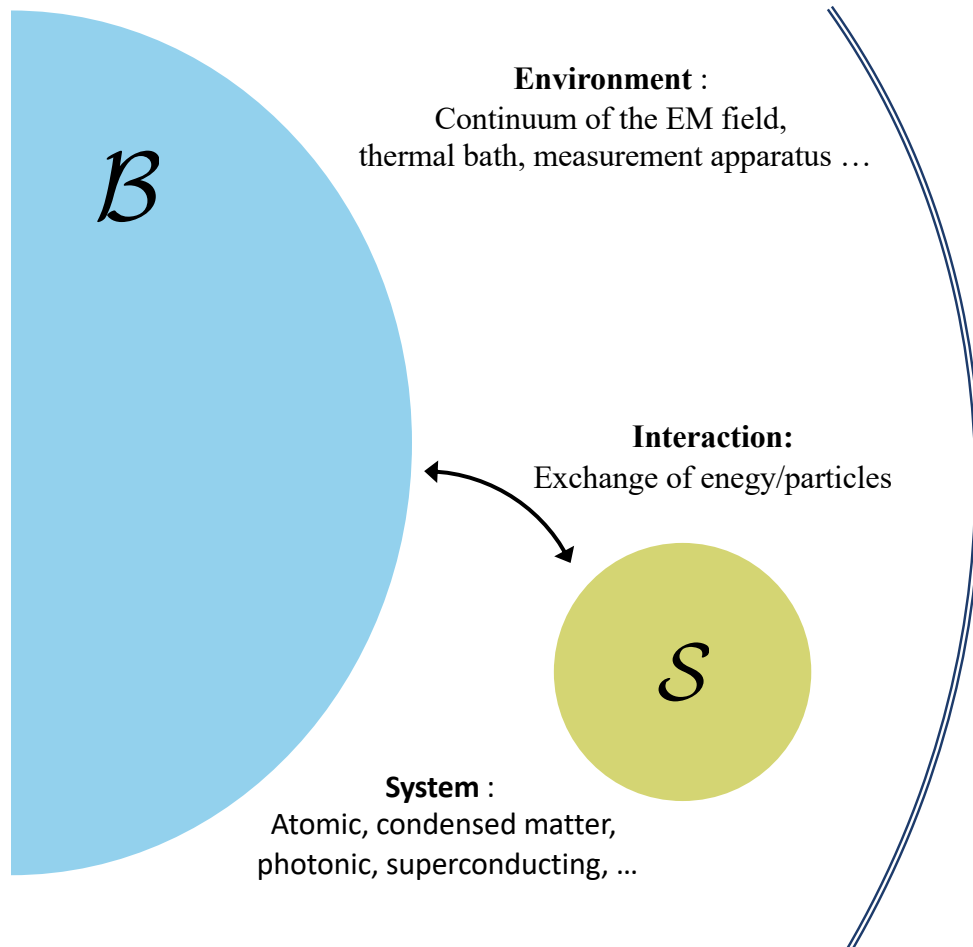 Environment :
Continuum of the EM field,
thermal bath, measurement apparatus …
ℬ
Interaction:
Exchange of enegy/particles
𝒮
System :
Atomic, condensed matter,
photonic, superconducting, …